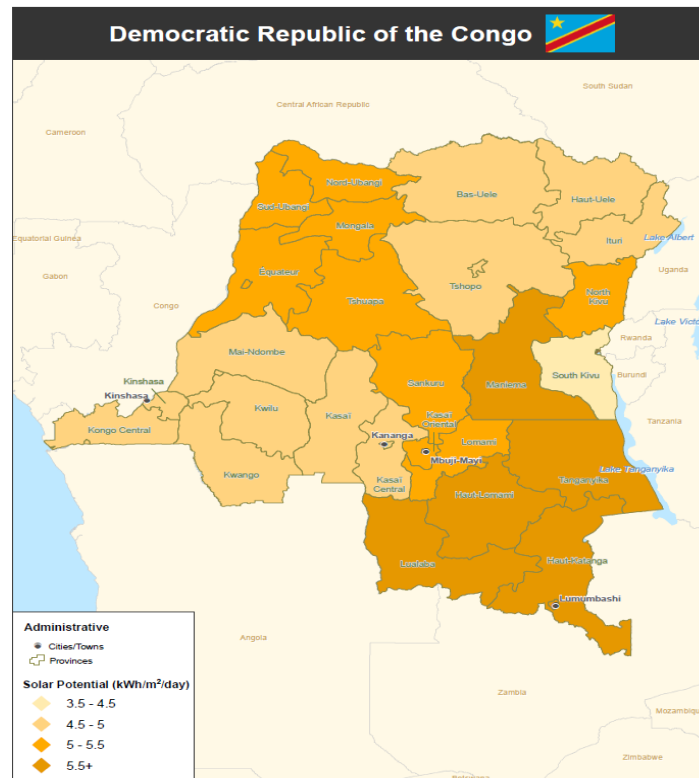 Democratic Republic of the Congo
South Sudan
Central African Republic
Cameroon
Nord-Ubangi
Bas-Uele
Haut-Uele
Sud-Ubangi
Mongala
Ituri
Lake Albert
Equatorial Guinea
Équateur
Uganda
Gabon
Tshopo
North
Kivu
Congo
Tshuapa
Lake Victo
Rwanda
Mai-Ndombe
South Kivu
Burundi
Kinshasa
Sankuru
Maniema
Kinshasa
Kwilu
Kasaï
Kasaï
Oriental
Tanzania
Kongo Central
Kananga
Lomami
Mbuji-Mayi
Kwango
Kasaï
Central
Lake Tanganyika
Tanganyika
Haut-Lomami
Lualaba
Haut-Katanga
Lumumbashi
Angola
Zambia
Mozambique
Zimbabwe
Botswana
Administrative
Cities/Towns
Provinces
Solar Potential (kWh/m²/day)
3.5 - 4.5
4.5 - 5
5 - 5.5
5.5+